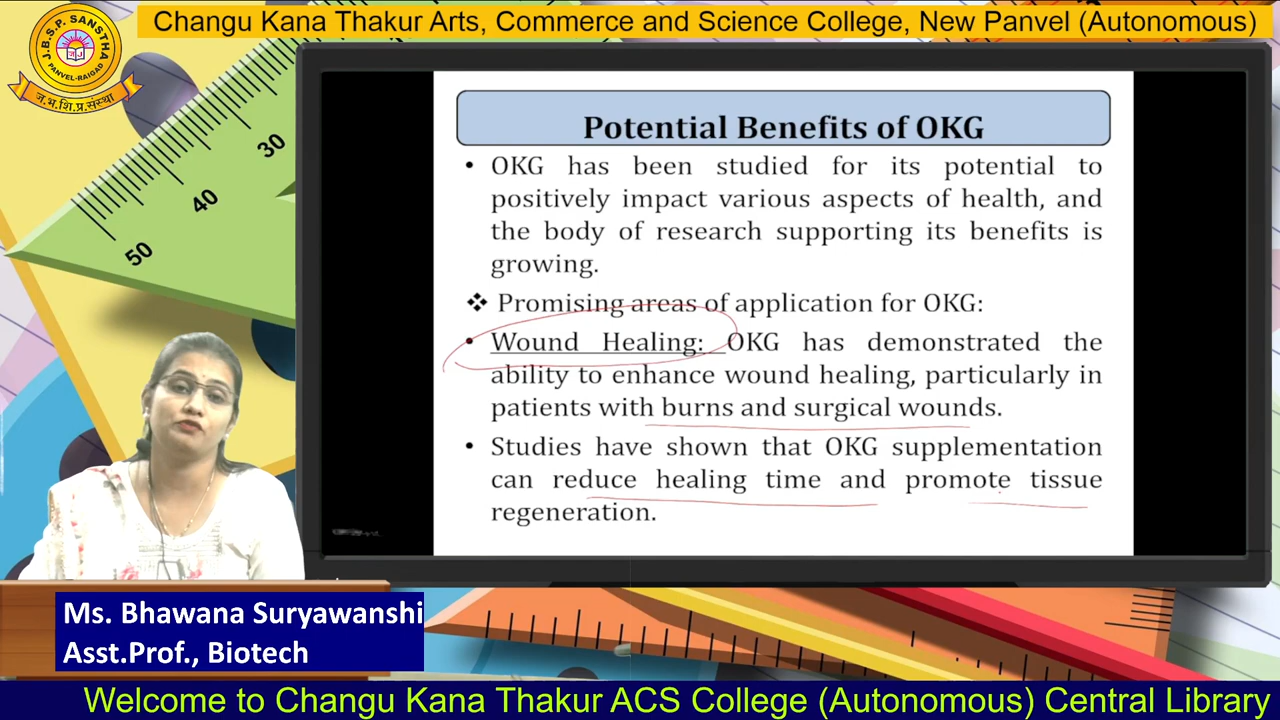 Changu Kana Thakur Arts, Commerce and Science College, New Panvel (Autonomous)
J.B.S.P. SANSTHA
PANVEL-RAIGAD
ज.भ.शि.प्र.संस्था
30
40
50
Potential Benefits of OKG
• OKG has been studied for its potential to
positively impact various aspects of health, and
the body of research supporting its benefits is
growing.
❖ Promising areas of application for OKG:
• Wound Healing: OKG has demonstrated the
ability to enhance wound healing, particularly in
patients with burns and surgical wounds.
• Studies have shown that OKG supplementation
can reduce healing time and promote tissue
regeneration.
Ms. Bhawana Suryawanshi
Asst.Prof., Biotech
Welcome to Changu Kana Thakur ACS College (Autonomous) Central Library